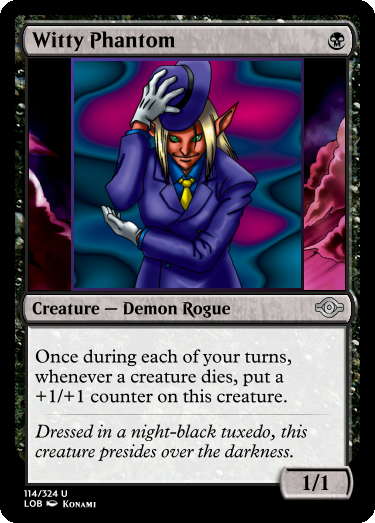 Witty Phantom
Creature — Demon Rogue
Once during each of your turns,
whenever a creature dies, put a
+1/+1 counter on this creature.
Dressed in a night-black tuxedo, this
creature presides over the darkness.
1/1
114/324 U
LOB KONAMI